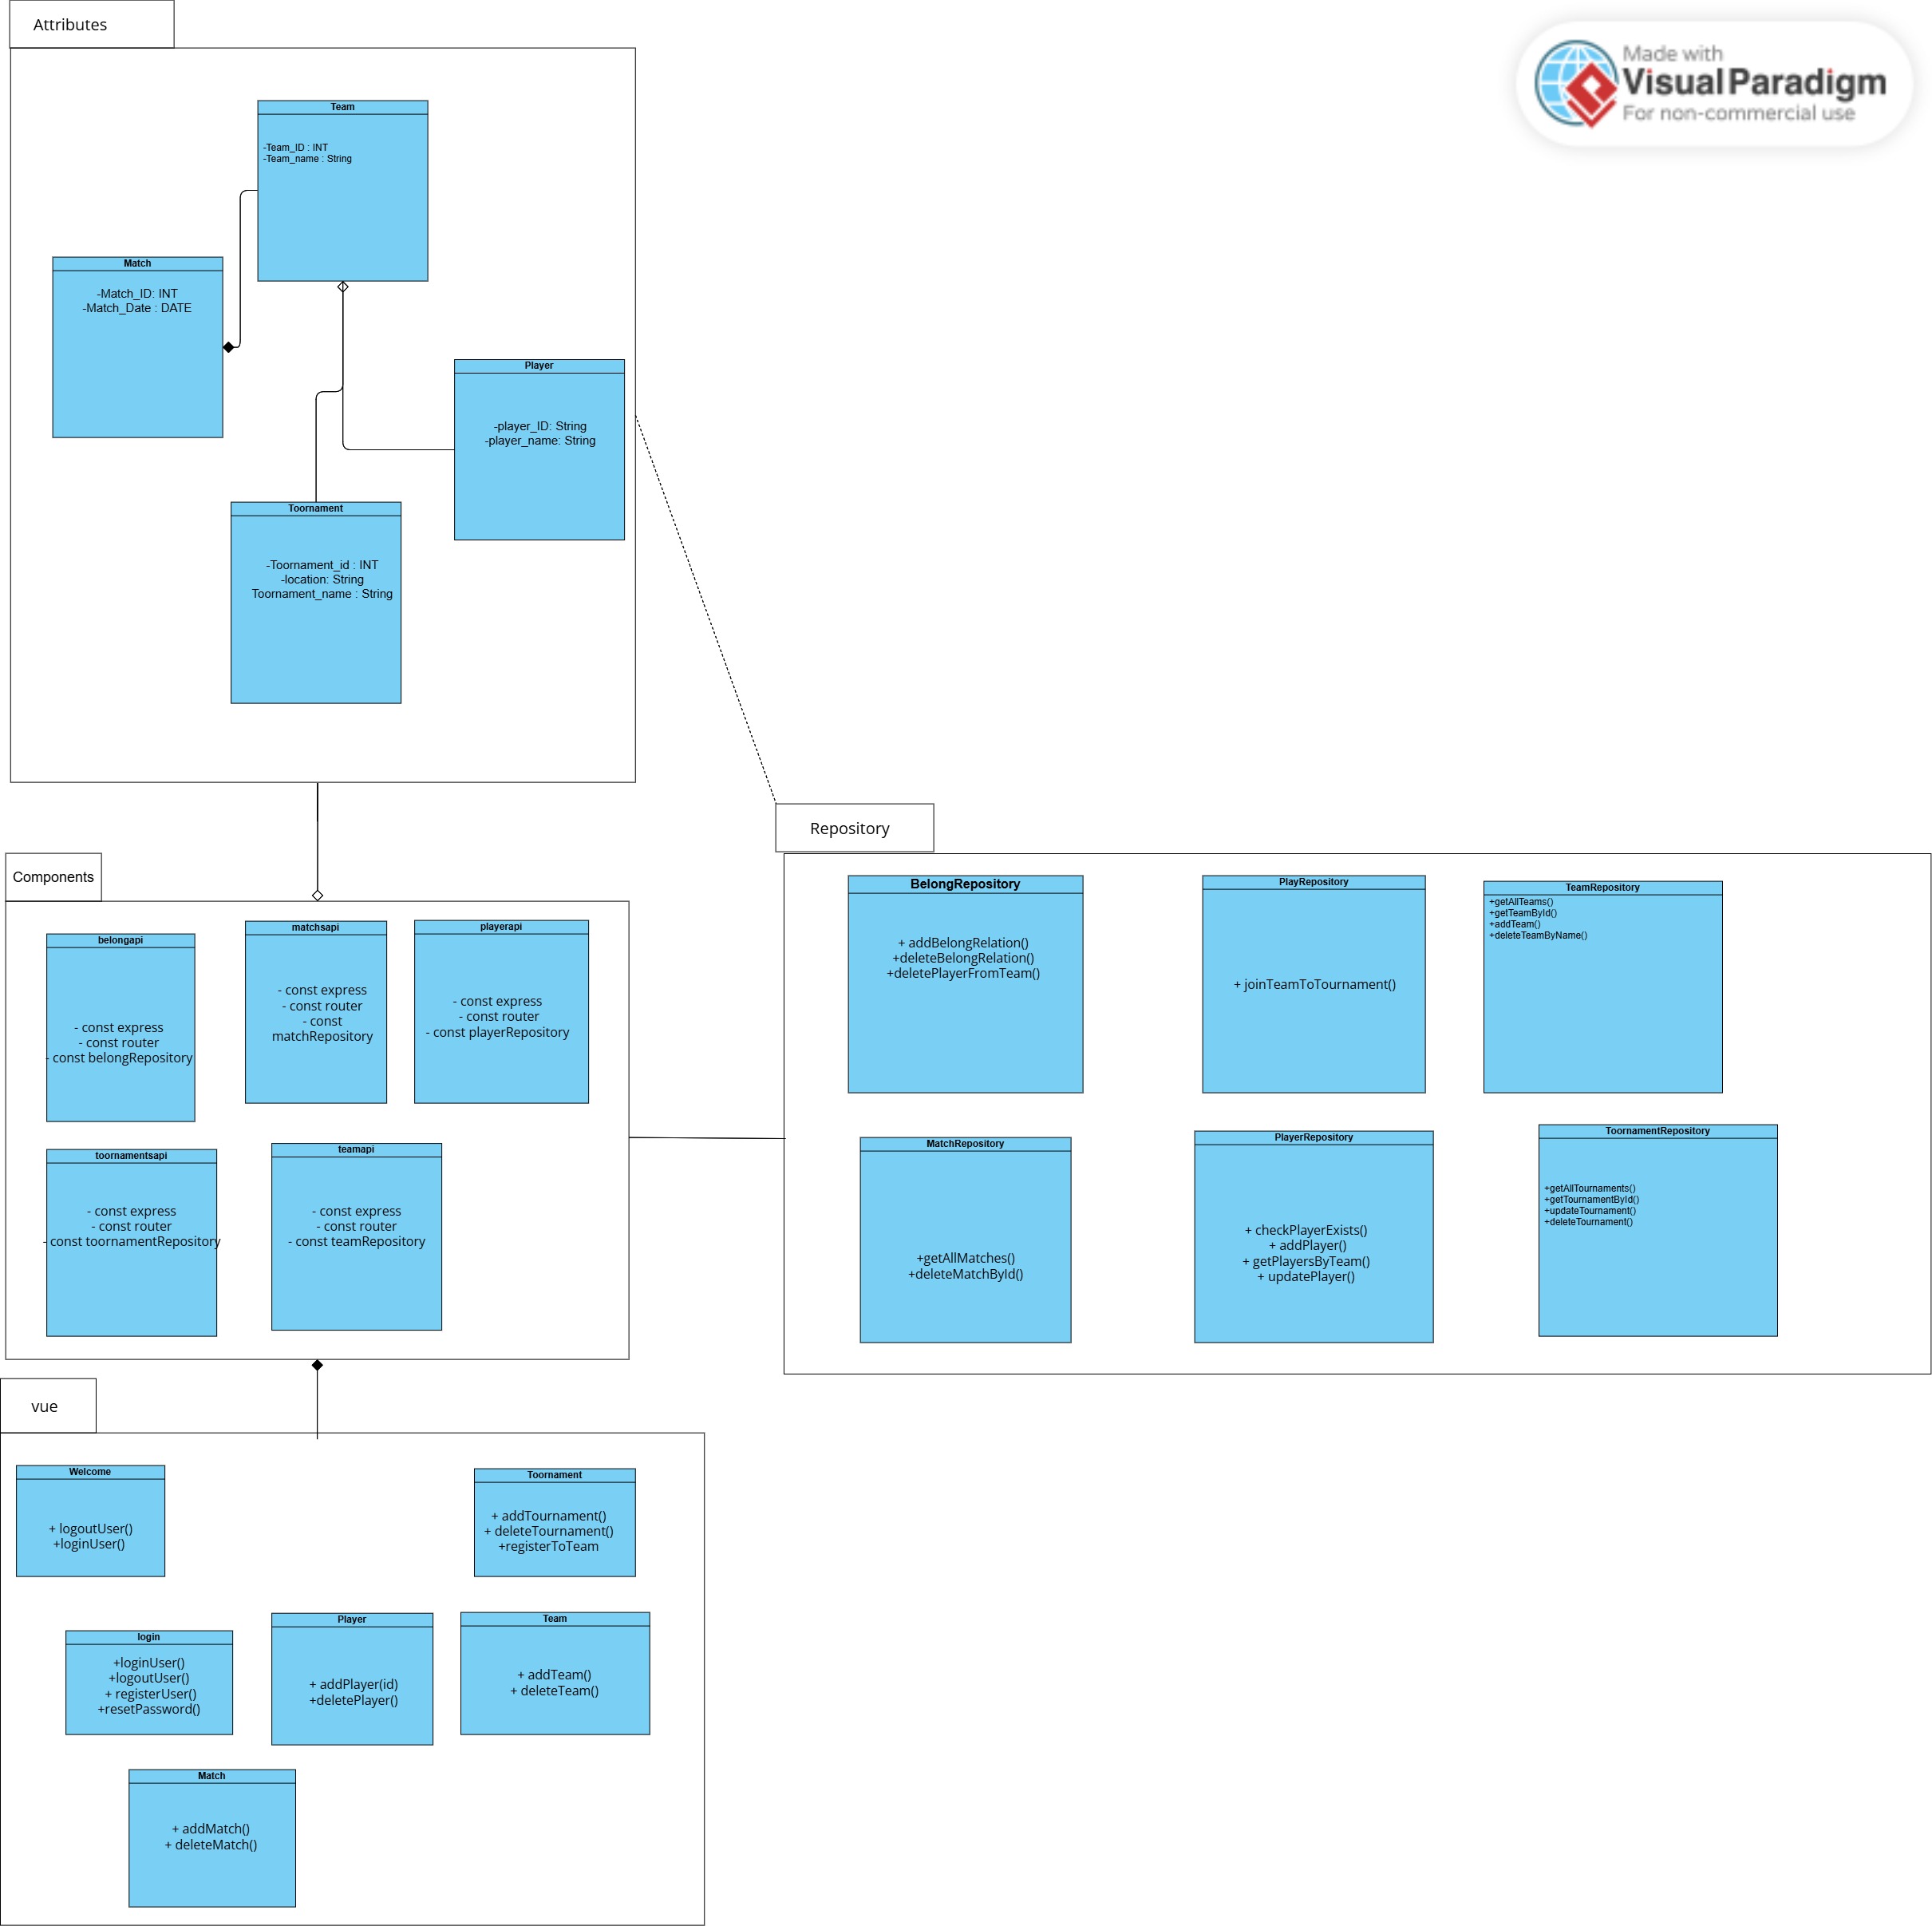 Attributes
Made with
Visual Paradigm
For non-commercial use
Team
-Team_ID : INT
-Team_name : String
Match
-Match_ID: INT
-Match_Date : DATE
Player
-player_ID: String
-player_name: String
Toornament
-Toornament_id : INT
-location: String
Toornament_name : String
Repository
Components
BelongRepository
+ addBelongRelation()
+deleteBelongRelation()
+deletePlayerFromTeam()
PlayRepository
+ joinTeamToTournament()
TeamRepository
+getAllTeams()
+getTeamById()
+addTeam()
+deleteTeamByName()
belongapi
- const express
- const router
- const belongRepository
matchsapi
- const express
- const router
- const
matchRepository
playerapi
- const express
- const router
- const playerRepository
MatchRepository
+getAllMatches()
+deleteMatchById()
PlayerRepository
+ checkPlayerExists()
+ addPlayer()
+ getPlayersByTeam()
+ updatePlayer()
ToornamentRepository
+getAllTournaments()
+getTournamentById()
+updateTournament()
+deleteTournament()
toornamentsapi
- const express
- const router
- const toornamentRepository
teamapi
- const express
- const router
- const teamRepository
vue
Welcome
+ logoutUser()
+loginUser()
Toornament
+ addTournament()
+ deleteTournament()
+registerToTeam
login
+loginUser()
+logoutUser()
+ registerUser()
+resetPassword()
Player
+ addPlayer(id)
+deletePlayer()
Team
+ addTeam()
+ deleteTeam()
Match
+ addMatch()
+ deleteMatch()